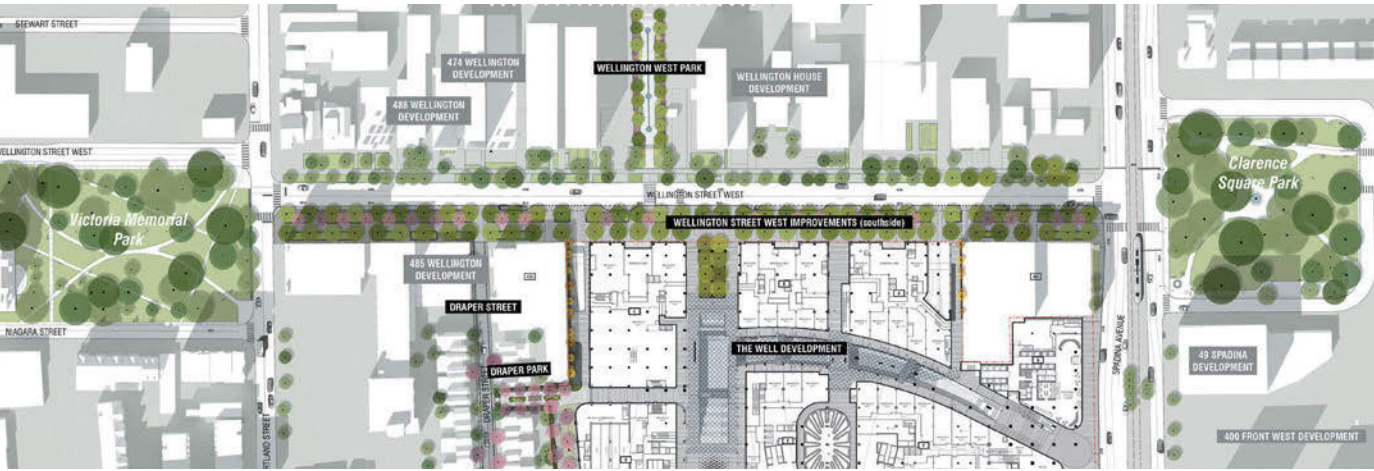 STEWART STREET
474 WELLINGTON
DEVELOPMENT
WELLINGTON WEST PARK
WELLINGTON HOUSE
DEVELOPMENT
488 WELLINGTON
DEVELOPMENT
WELLINGTON STREET WEST
Clarence
Square Park
WELLINGTON STREET WEST
Victoria Memorial
Park
WELLINGTON STREET WEST IMPROVEMENTS (southside)
485 WELLINGTON
DEVELOPMENT
DRAPER STREET
NIAGARA STREET
THE WELL DEVELOPMENT
SPADINA AVENUE
49 SPADINA
DEVELOPMENT
DRAPER PARK
DRAPER STREET
RTLAND STREET
400 FRONT WEST DEVELOPMENT